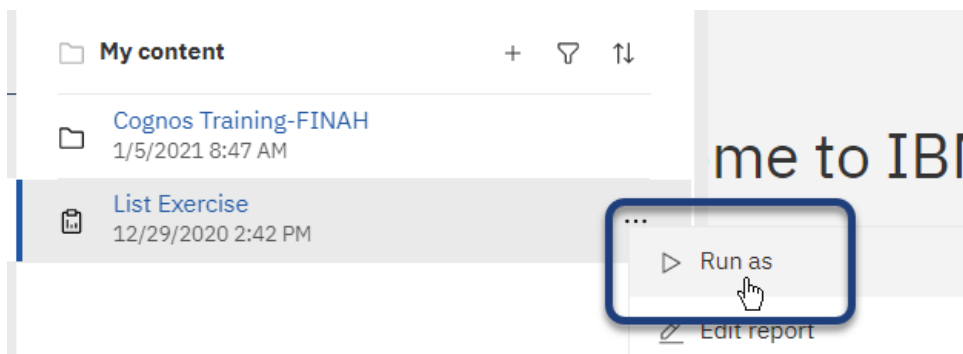 My content
Cognos Training-FINAH
1/5/2021 8:47 AM
me to IBM
List Exercise
12/29/2020 2:42 PM
...
Run as
Edit report